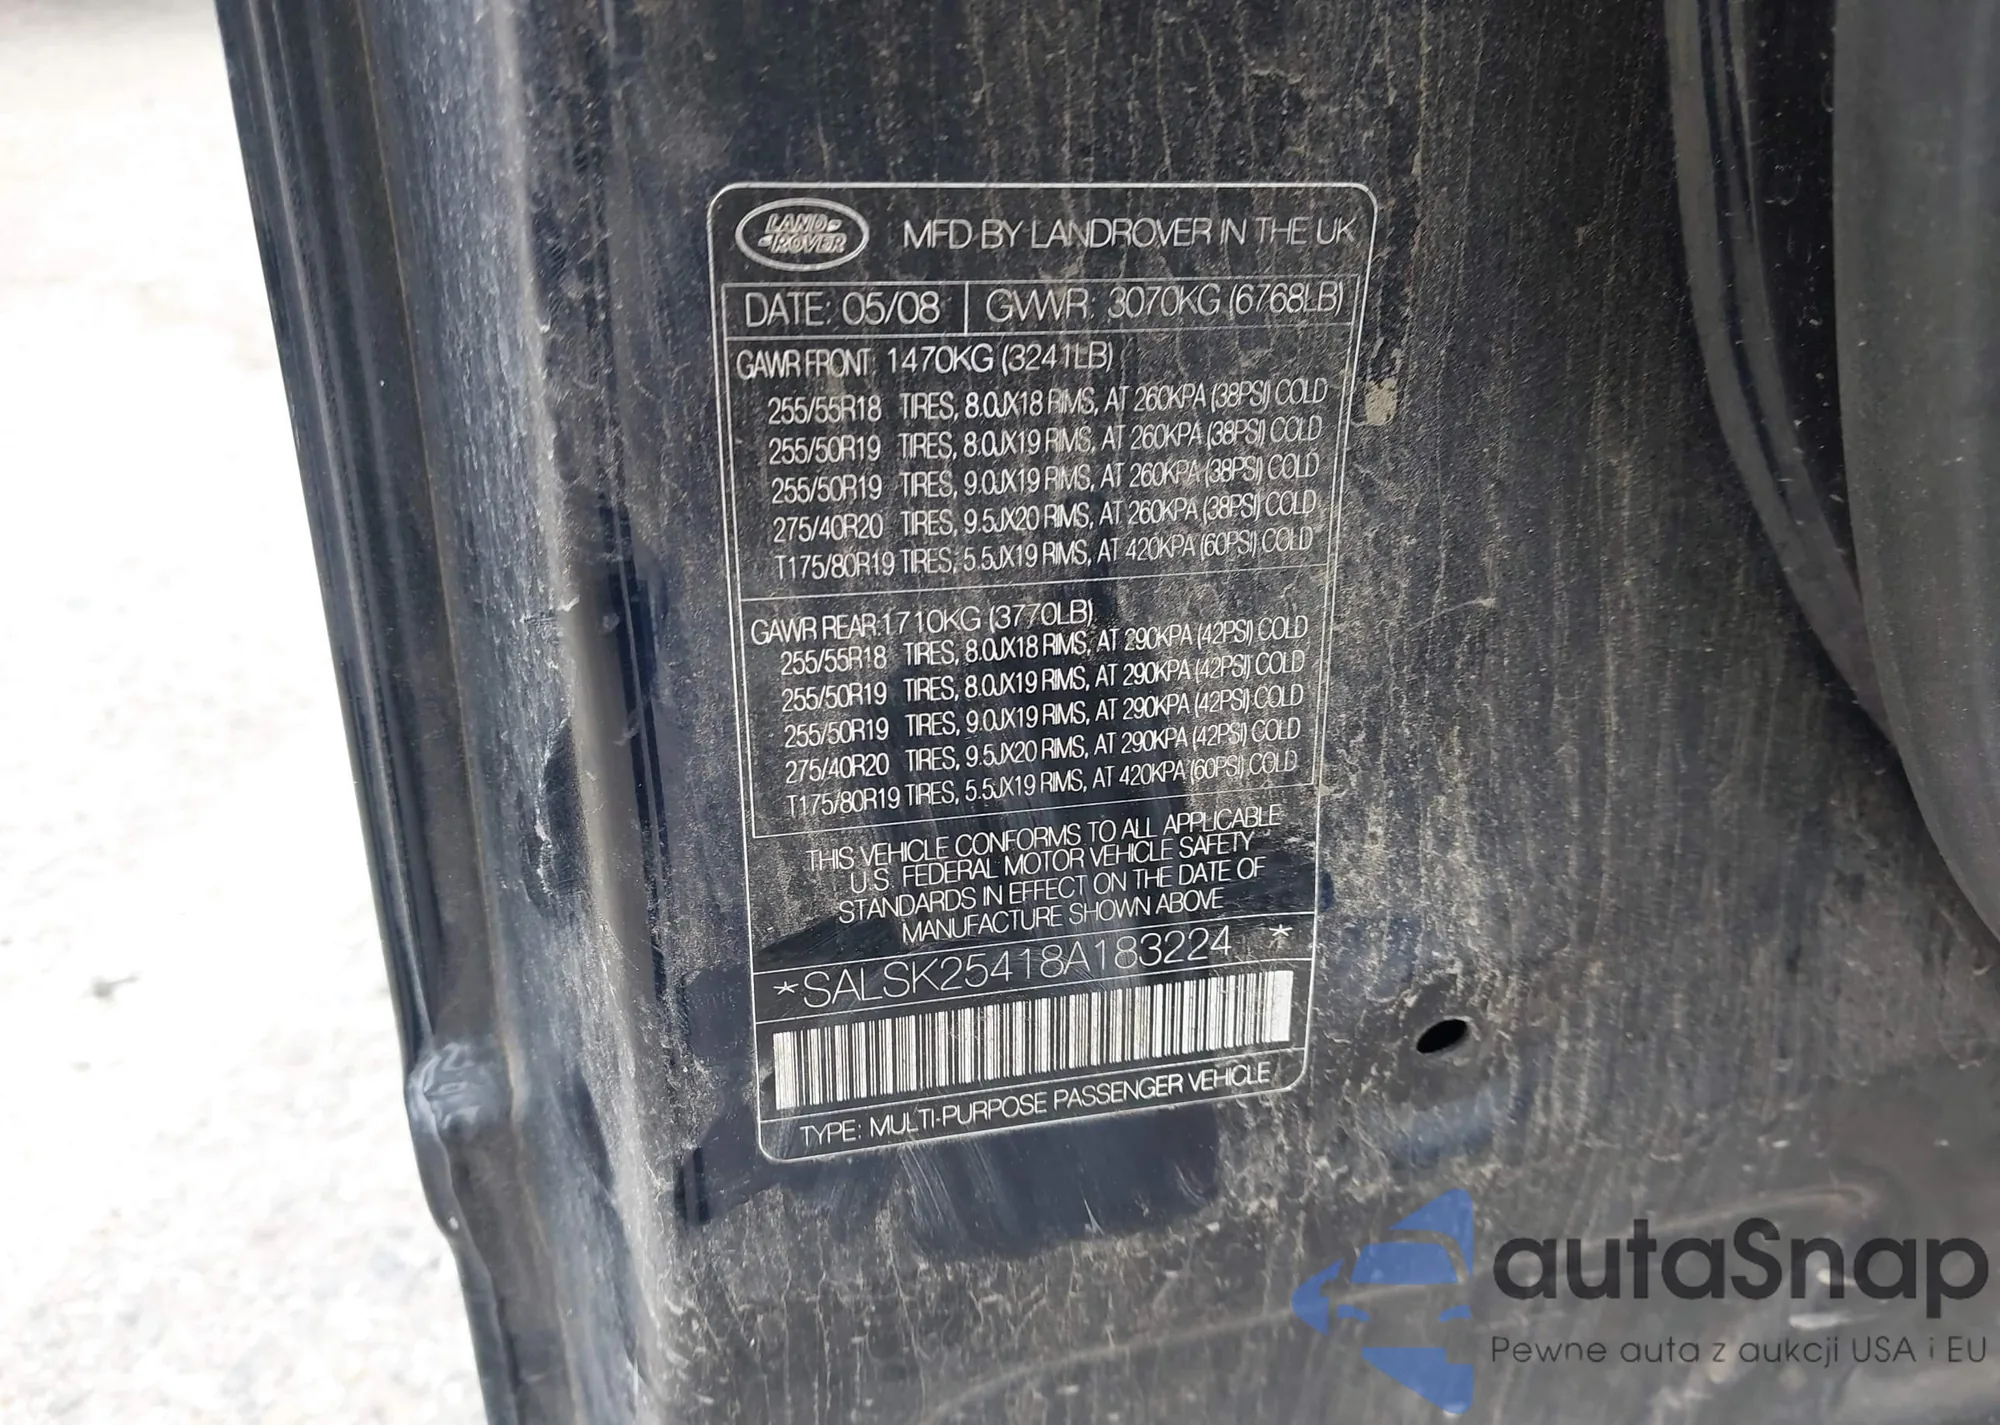 LAND-
-ROVER
MFD BY LANDROVER IN THE UK
DATE: 05/08 GVWR: 3070KG (6768LB)
GAWR FRONT: 1470KG (3241LB)
255/55R18 TIRES, 8.0JX18 RIMS, AT 260KPA (38PSI) COLD
255/50R19 TIRES, 8.0JX19 RIMS, AT 260KPA (38PSI) COLD
255/50R19 TIRES, 9.0JX19 RIMS, AT 260KPA (38PSI) COLD
275/40R20 TIRES, 9.5JX20 RIMS, AT 260KPA (38PSI) COLD
T175/80R19 TIRES, 5.5JX19 RIMS, AT 420KPA (60PSI) COLD
GAWR REAR:1710KG (3770LB)
255/55R18 TIRES, 8.0JX18 RIMS, AT 290KPA (42PSI) COLD
255/50R19 TIRES, 8.0JX19 RIMS, AT 290KPA (42PSI) COLD
255/50R19 TIRES, 9.0JX19 RIMS, AT 290KPA (42PSI) COLD
275/40R20 TIRES, 9.5JX20 RIMS, AT 290KPA (42PSI) COLD
T175/80R19 TIRES, 5.5JX19 RIMS, AT 420KPA (60PSI) COLD
THIS VEHICLE CONFORMS TO ALL APPLICABLE
U.S. FEDERAL MOTOR VEHICLE SAFETY
STANDARDS IN EFFECT ON THE DATE OF
MANUFACTURE SHOWN ABOVE
*SALSK25418A183224 *
TYPE: MULTI-PURPOSE PASSENGER VEHICLE
autaSnap
Pewne auta z aukcji USA i EU